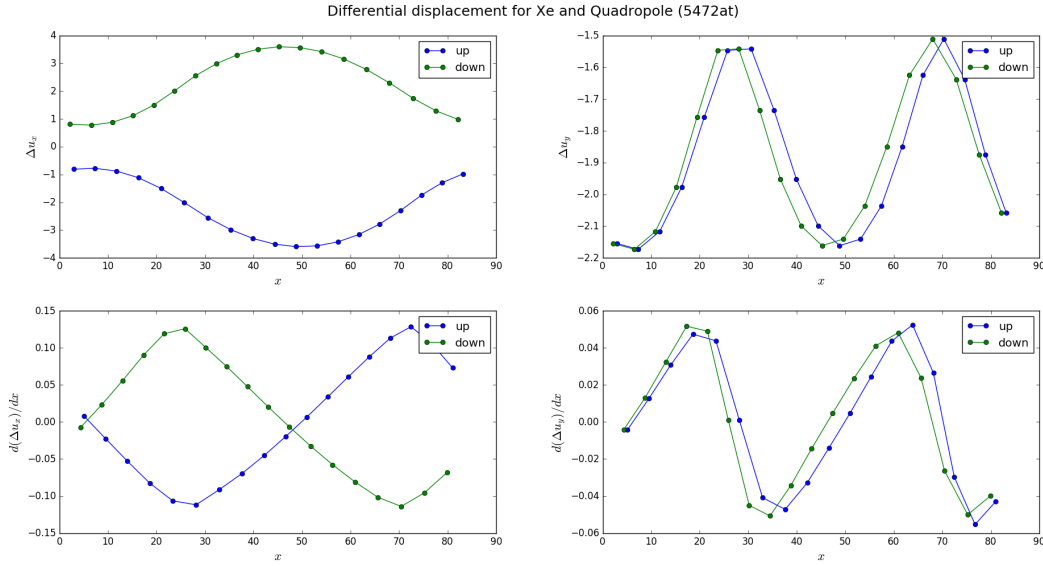 Differential displacement for Xe and Quadropole (5472at)
4
3
2
1
0
−1
−2
−3
−4
Δu_x
up
down
0 10 20 30 40 50 60 70 80 90
x
−1.5
−1.6
−1.7
−1.8
−1.9
−2.0
−2.1
−2.2
Δu_y
up
down
0 10 20 30 40 50 60 70 80 90
x
0.15
0.10
0.05
0.00
−0.05
−0.10
−0.15
d(Δu_x)/dx
up
down
0 10 20 30 40 50 60 70 80 90
x
0.06
0.04
0.02
0.00
−0.02
−0.04
−0.06
d(Δu_y)/dx
up
down
0 10 20 30 40 50 60 70 80 90
x